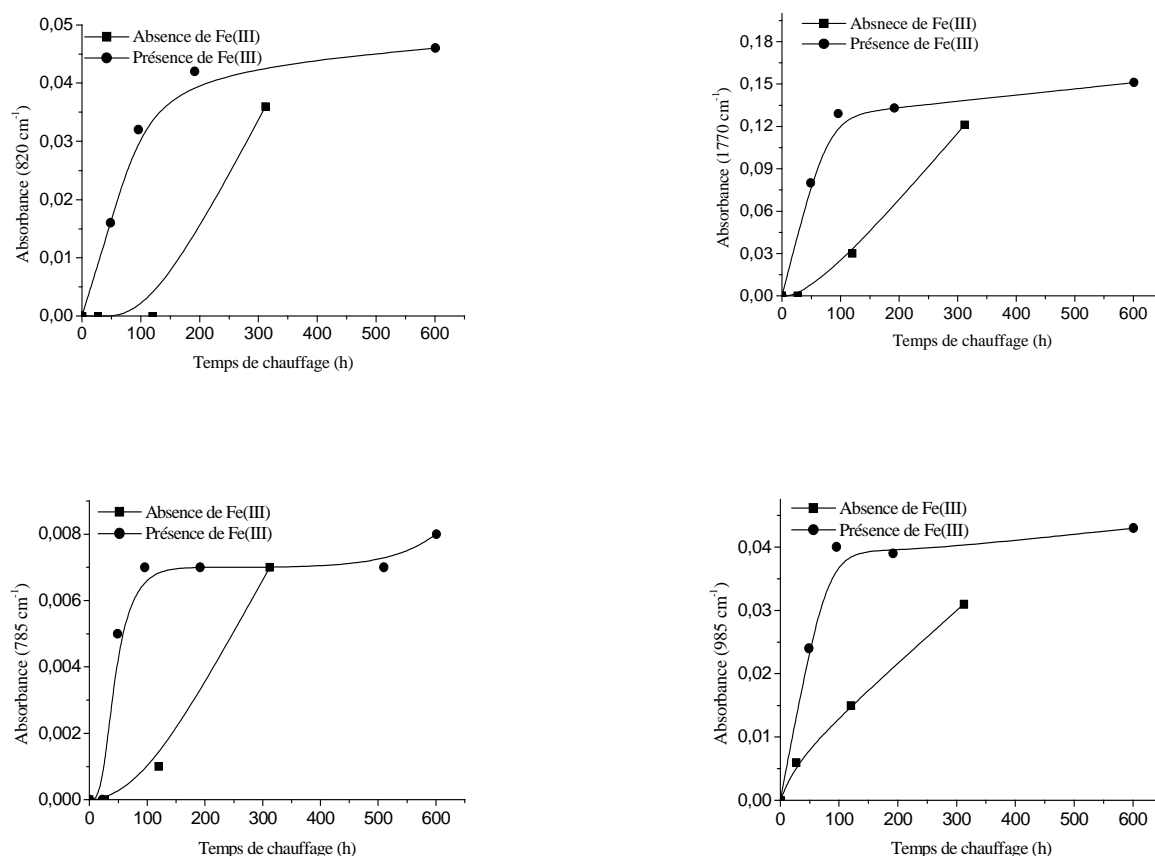 Absence de Fe(III)
Présence de Fe(III)
0,05
0,04
0,03
0,02
0,01
0,00
Absorbance (820 cm-1)
0 100 200 300 400 500 600
Temps de chauffage (h)
Absnece de Fe(III)
Présence de Fe(III)
0,18
0,15
0,12
0,09
0,06
0,03
0,00
Absorbance (1770 cm-1)
0 100 200 300 400 500 600
Temps de chauffage (h)
Absence de Fe(III)
Présence de Fe(III)
0,008
0,006
0,004
0,002
0,000
Absorbance (785 cm-1)
0 100 200 300 400 500 600
Temps de chauffage (h)
Absence de Fe(III)
Présence de Fe(III)
0,04
0,03
0,02
0,01
0,00
Absorbance (985 cm-1)
0 100 200 300 400 500 600
Temps de chauffage (h)